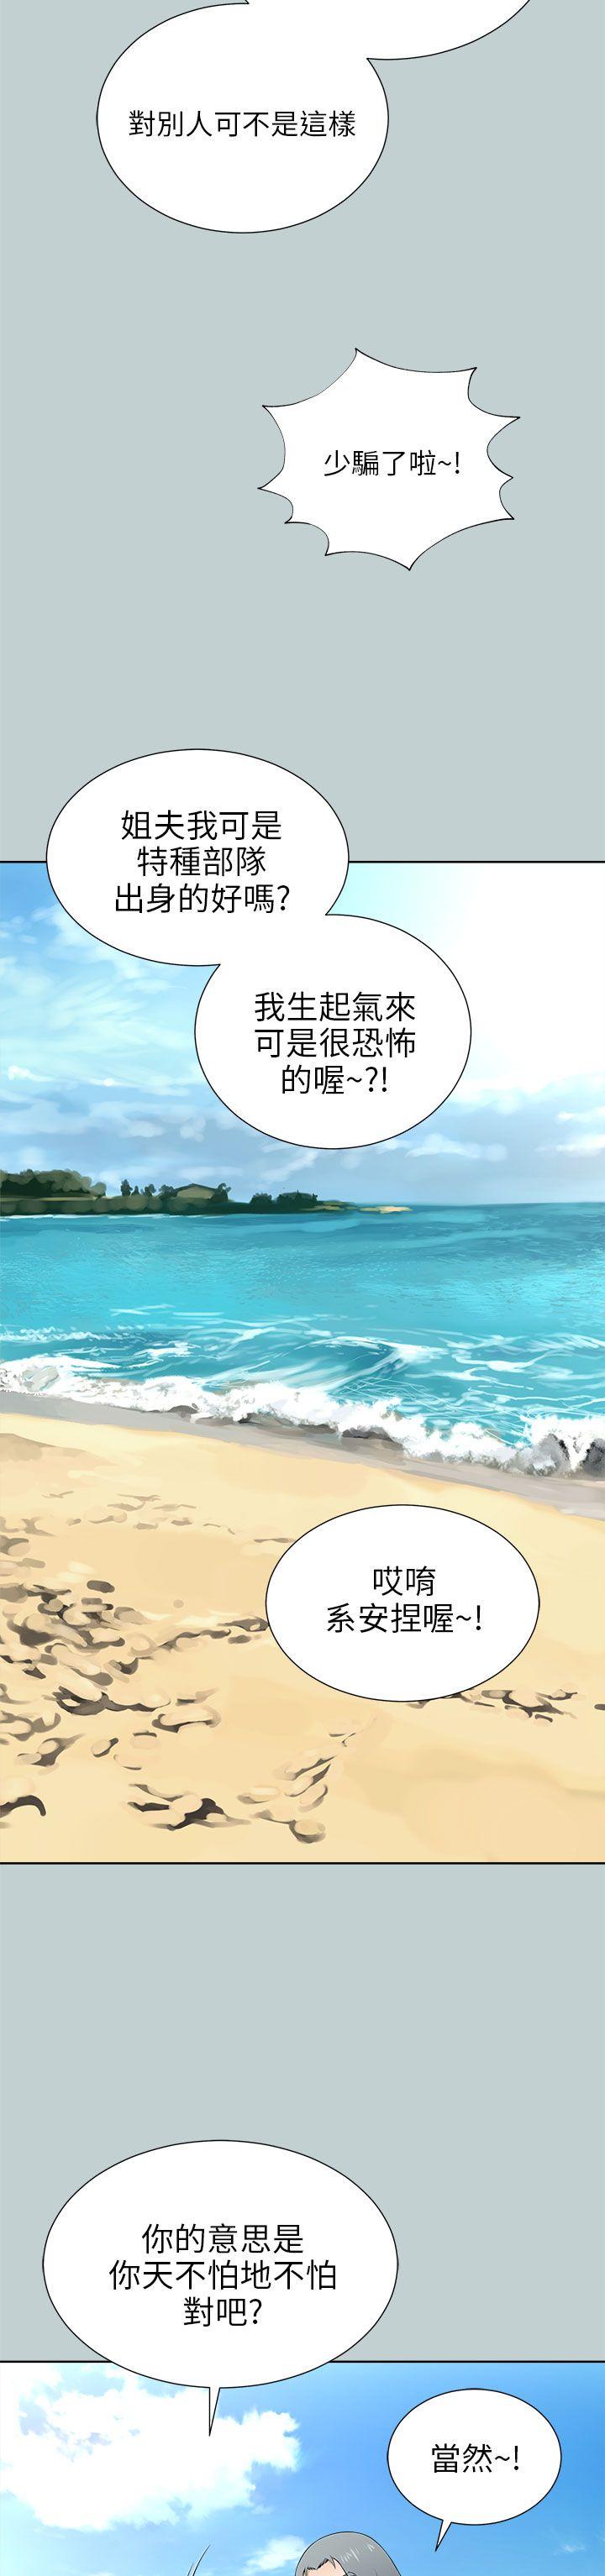 對別人可不是這樣
少騙了啦~!
姐夫我可是
特種部隊
出身的好嗎?
我生起氣來
可是很恐怖
的喔~?!
哎唷
系安捏喔~!
你的意思是
你天不怕地不怕
對吧?
當然~!